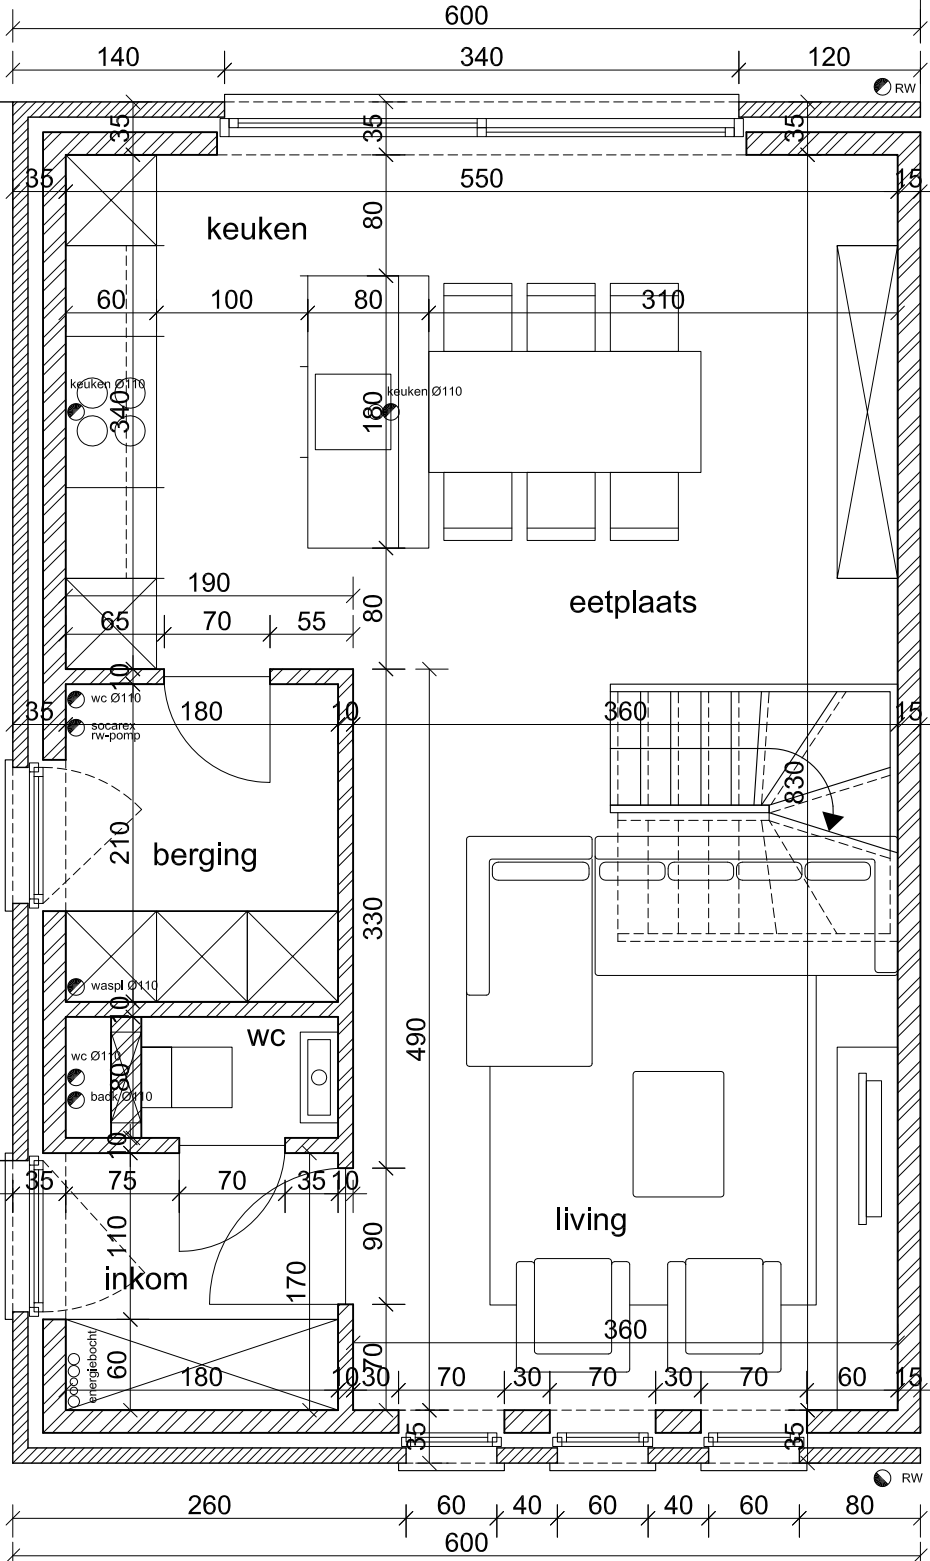 600
140 340 120
RW
35 35 35
35 550 15
keuken
80
60 100 80 310
keuken Ø110
keuken Ø110
340
180
190
eetplaats
80
65 70 55
10
wc Ø110
35 180 10 360 15
socarex
rw-pomp
830
210
berging
330
waspl Ø110
10
wc
490
wc Ø110
80
back Ø110
10
35 75 70 35 10
living
110
90
inkom
170
360
energiebocht
60
70
180 10 30 70 30 70 30 70 60 15
35 35
RW
260 60 40 60 40 60 80
600